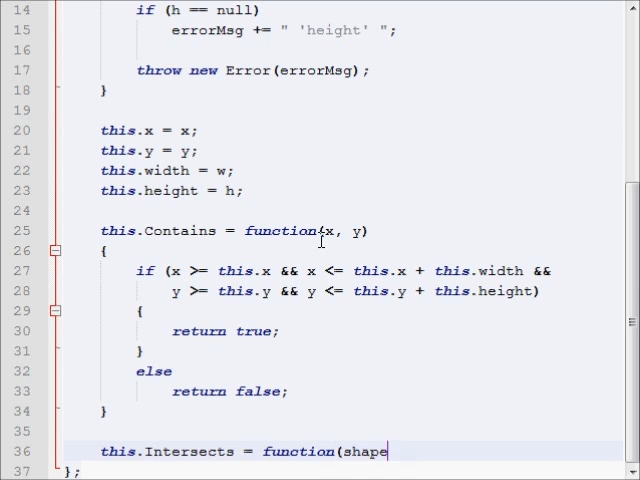 14 if (h == null)
15 errorMsg += " 'height' ";
16
17 throw new Error(errorMsg);
18 }
19
20 this.x = x;
21 this.y = y;
22 this.width = w;
23 this.height = h;
24
25 this.Contains = function(x, y)
26 {
27 if (x >= this.x && x <= this.x + this.width &&
28 y >= this.y && y <= this.y + this.height)
29 {
30 return true;
31 }
32 else
33 return false;
34 }
35
36 this.Intersects = function(shape
37 };